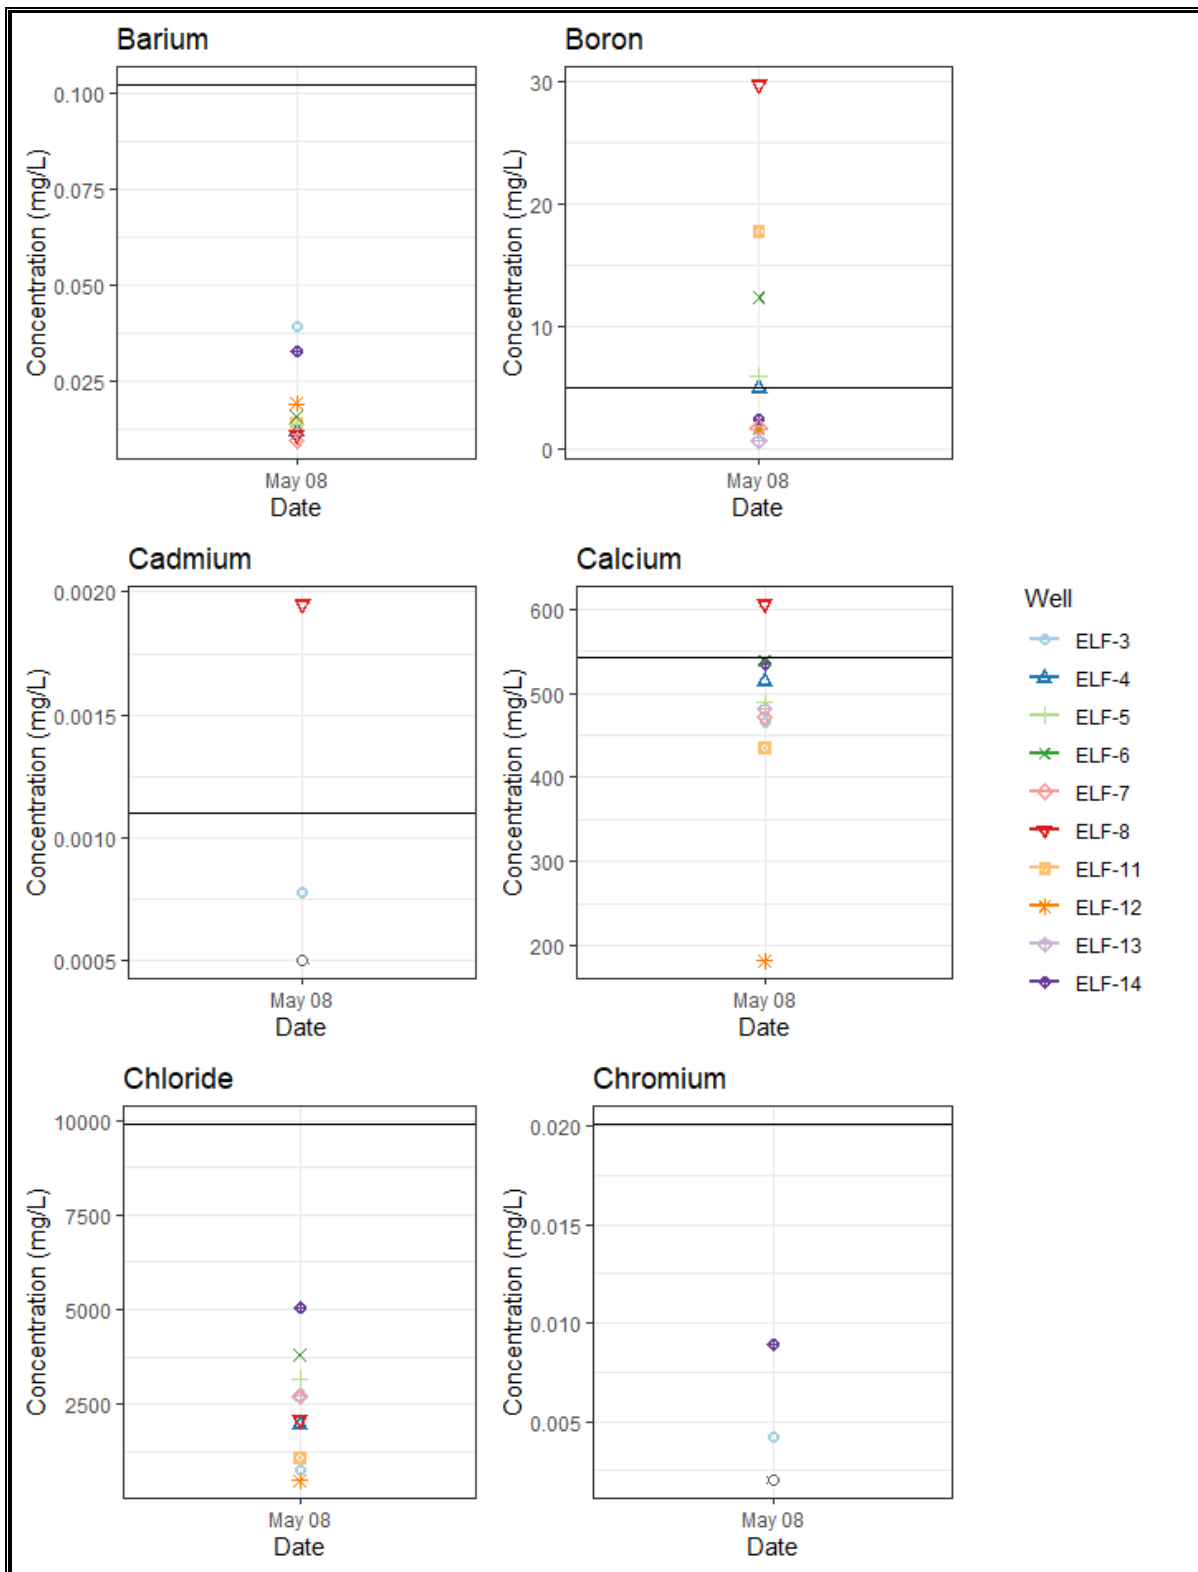 Barium
Concentration (mg/L)
0.100
0.075
0.050
0.025
May 08
Date
Boron
Concentration (mg/L)
30
20
10
0
May 08
Date
Cadmium
Concentration (mg/L)
0.0020
0.0015
0.0010
0.0005
May 08
Date
Calcium
Concentration (mg/L)
600
500
400
300
200
May 08
Date
Well
ELF-3
ELF-4
ELF-5
ELF-6
ELF-7
ELF-8
ELF-11
ELF-12
ELF-13
ELF-14
Chloride
Concentration (mg/L)
10000
7500
5000
2500
May 08
Date
Chromium
Concentration (mg/L)
0.020
0.015
0.010
0.005
May 08
Date